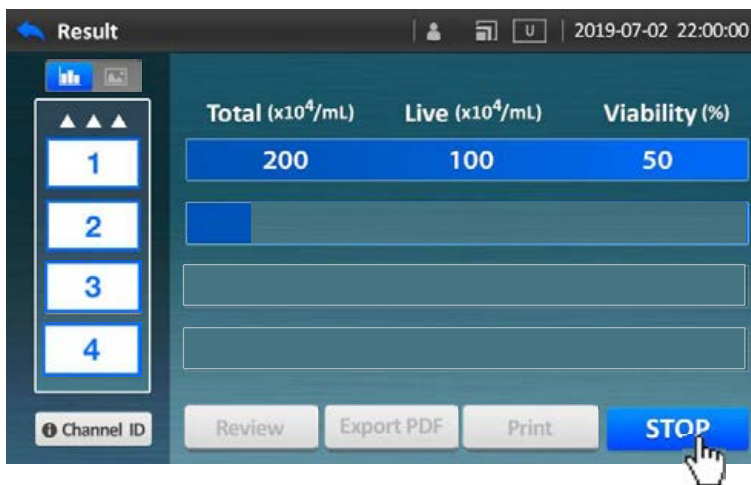 Result U 2019-07-02 22:00:00
Total (x10⁴/mL) Live (x10⁴/mL) Viability (%)
1 200 100 50
2
3
4
Channel ID Review Export PDF Print STOP